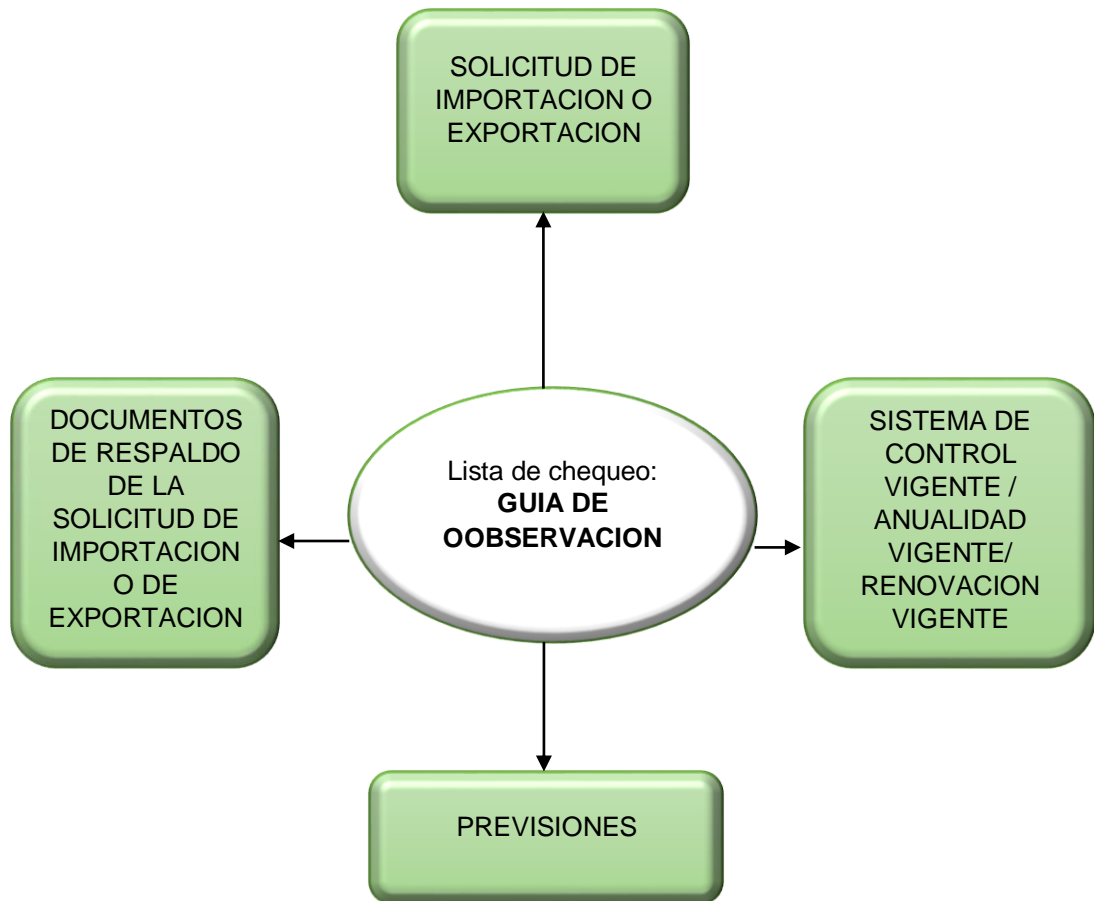 SOLICITUD DE
IMPORTACION O
EXPORTACION
DOCUMENTOS
DE RESPALDO
DE LA
SOLICITUD DE
IMPORTACION
O DE
EXPORTACION
Lista de chequeo:
GUIA DE
OOBSERVACION
SISTEMA DE
CONTROL
VIGENTE /
ANUALIDAD
VIGENTE/
RENOVACION
VIGENTE
PREVISIONES